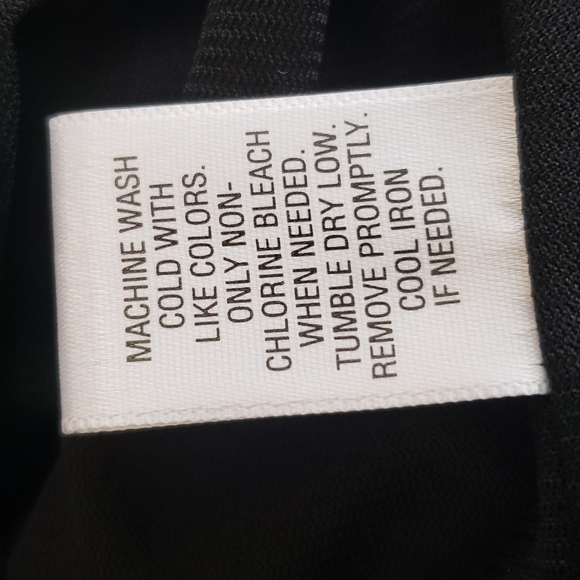 MACHINE WASH
COLD WITH
LIKE COLORS.
ONLY NON-
CHLORINE BLEACH
WHEN NEEDED.
TUMBLE DRY LOW.
REMOVE PROMPTLY.
COOL IRON
IF NEEDED.